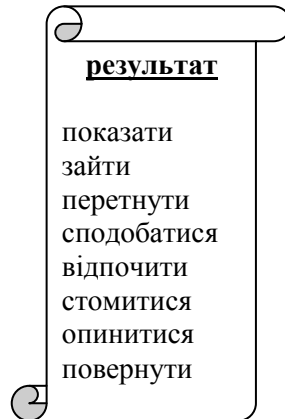 результат
показати
зайти
перетнути
сподобатися
відпочити
стомитися
опинитися
повернути